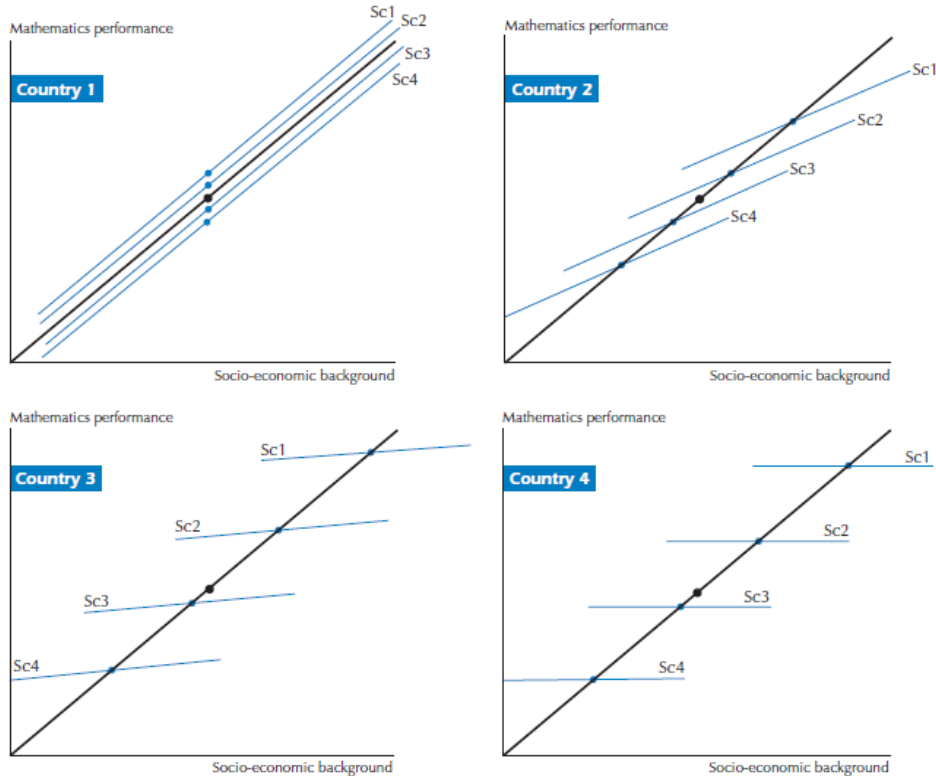 Mathematics performance
Sc1
Sc2
Sc3
Sc4
Country 1
Socio-economic background
Mathematics performance
Country 2
Sc1
Sc2
Sc3
Sc4
Socio-economic background
Mathematics performance
Country 3
Sc1
Sc2
Sc3
Sc4
Socio-economic background
Mathematics performance
Country 4
Sc1
Sc2
Sc3
Sc4
Socio-economic background